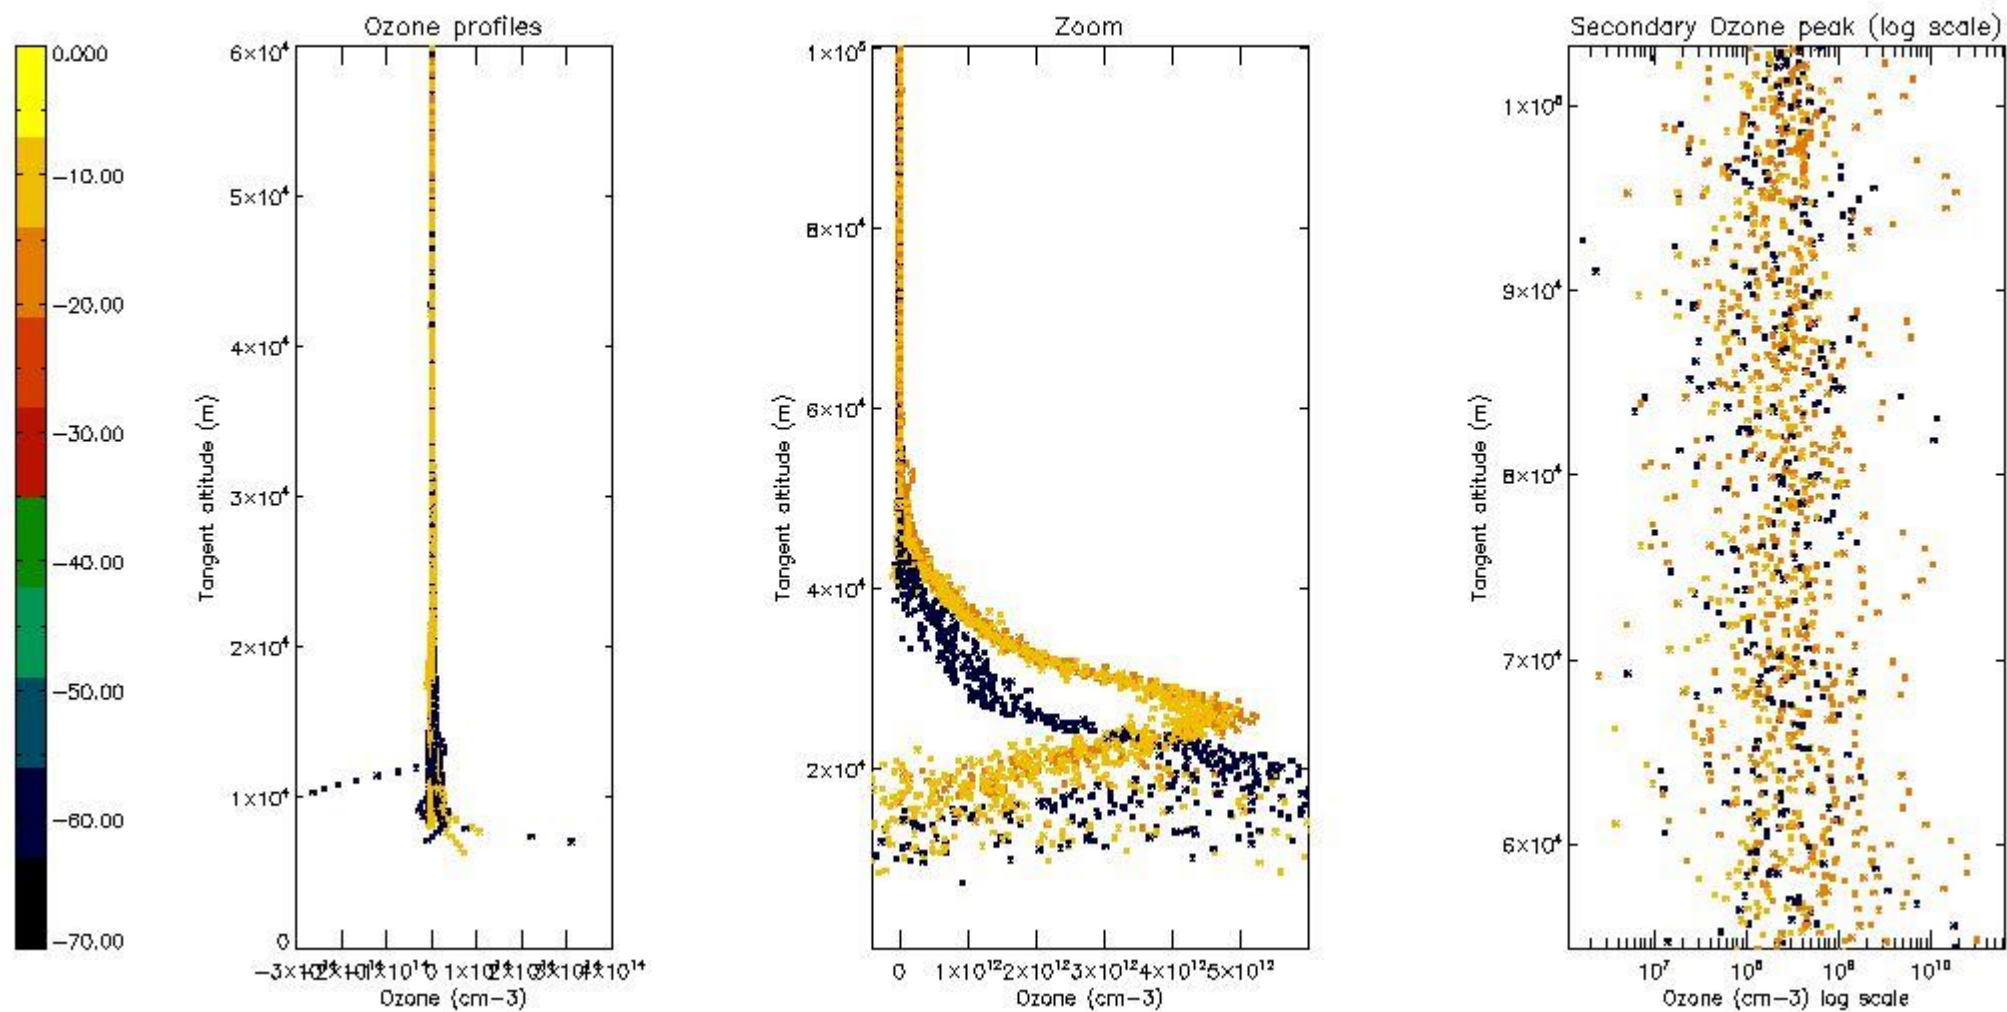 Ozone profiles
Zoom
Secondary Ozone peak (log scale)
0.000
-10.00
-20.00
-30.00
-40.00
-50.00
-60.00
-70.00
6×10⁴
5×10⁴
4×10⁴
3×10⁴
2×10⁴
1×10⁴
0
Tangent altitude (m)
0
4×10¹⁴
Ozone (cm-3)
1×10⁵
8×10⁴
6×10⁴
4×10⁴
2×10⁴
Tangent altitude (m)
0 1×10¹² 2×10¹² 3×10¹² 4×10¹² 5×10¹²
Ozone (cm-3)
9×10⁴
8×10⁴
7×10⁴
6×10⁴
Tangent altitude (m)
10⁷ 10⁸ 10⁹ 10¹⁰
Ozone (cm-3) log scale